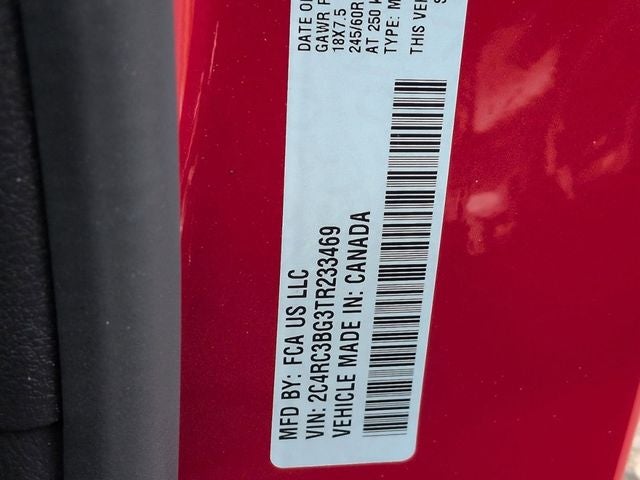 MFD BY: FCA US LLC
VIN: 2C4RC3BG3TR233469
VEHICLE MADE IN: CANADA
DATE O
GAWR
18X7.5
245/60R
AT 250
TYPE: M
THIS VE
S